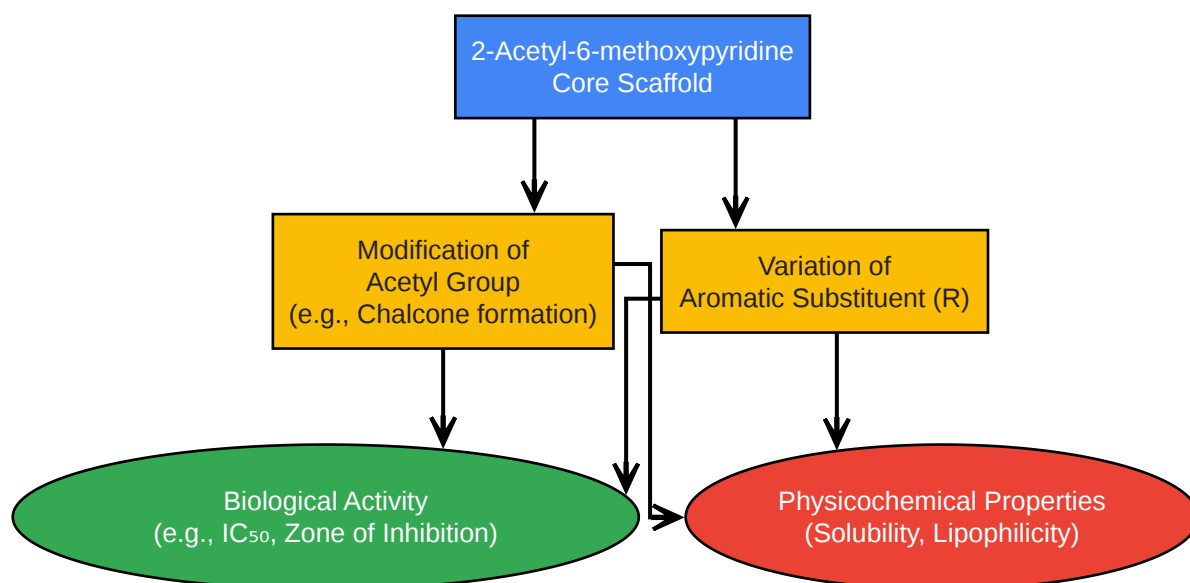 2-Acetyl-6-methoxypyridine
Core Scaffold
Modification of
Acetyl Group
(e.g., Chalcone formation)
Variation of
Aromatic Substituent (R)
Biological Activity
(e.g., IC₅₀, Zone of Inhibition)
Physicochemical Properties
(Solubility, Lipophilicity)